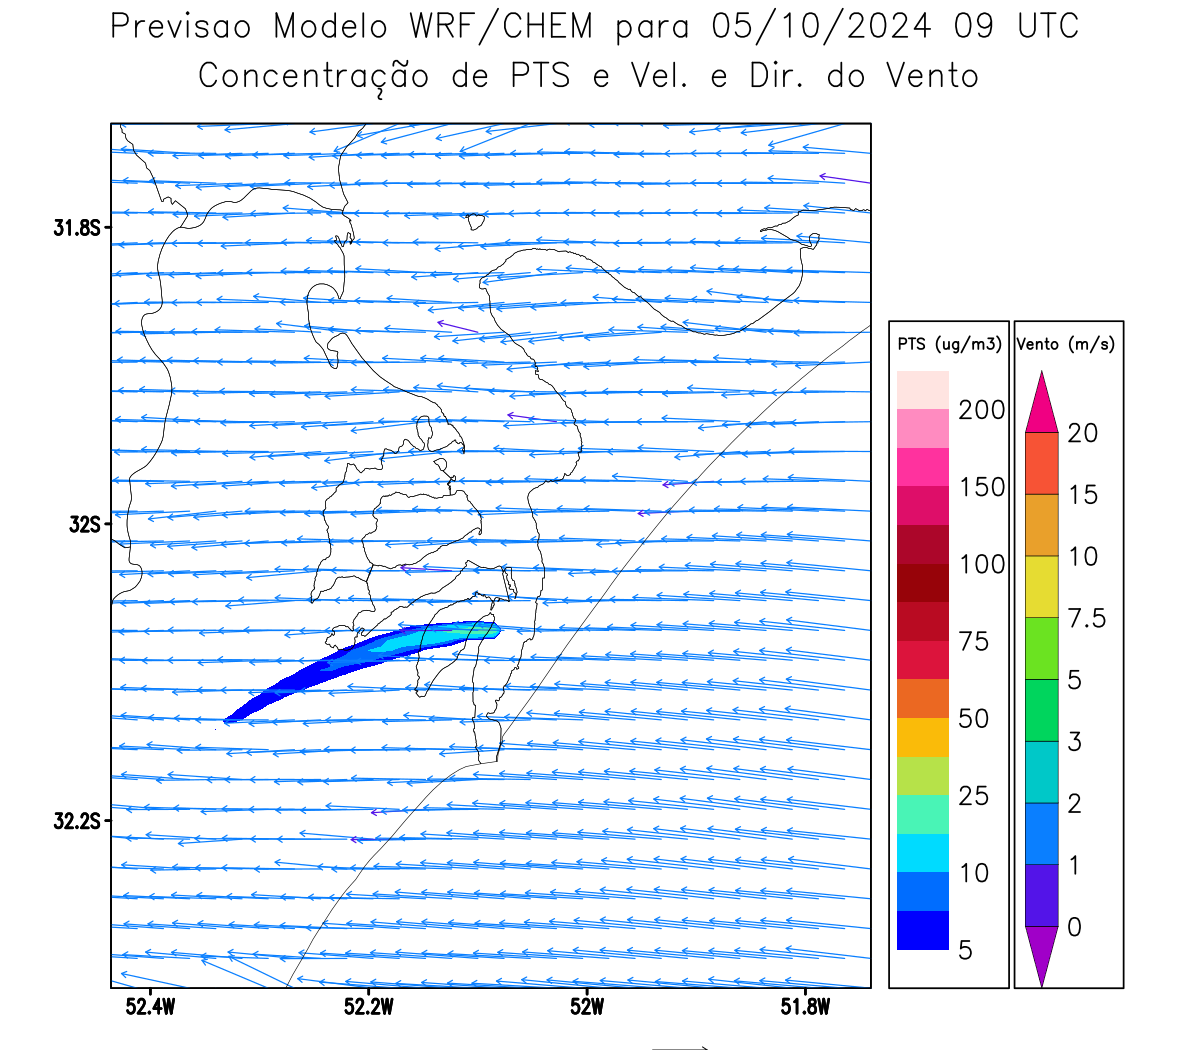 Previsao Modelo WRF/CHEM para 05/10/2024 09 UTC
Concentração de PTS e Vel. e Dir. do Vento
31.8S
32S
32.2S
52.4W 52.2W 52W 51.8W
PTS (ug/m3)
200
150
100
75
50
25
10
5
Vento (m/s)
20
15
10
7.5
5
3
2
1
0